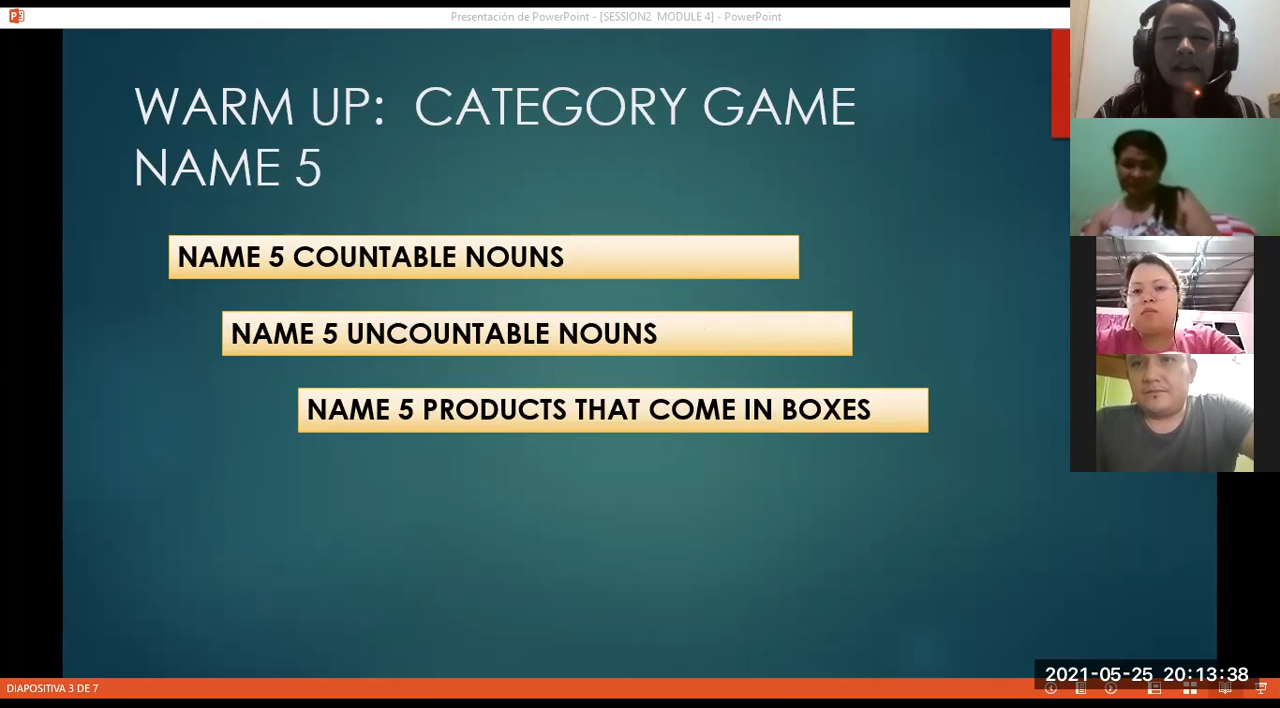 Presentación de PowerPoint - [SESSION2 MODULE 4] - PowerPoint
WARM UP: CATEGORY GAME
NAME 5
NAME 5 COUNTABLE NOUNS
NAME 5 UNCOUNTABLE NOUNS
NAME 5 PRODUCTS THAT COME IN BOXES
2021-05-25 20:13:38
DIAPOSITIVA 3 DE 7